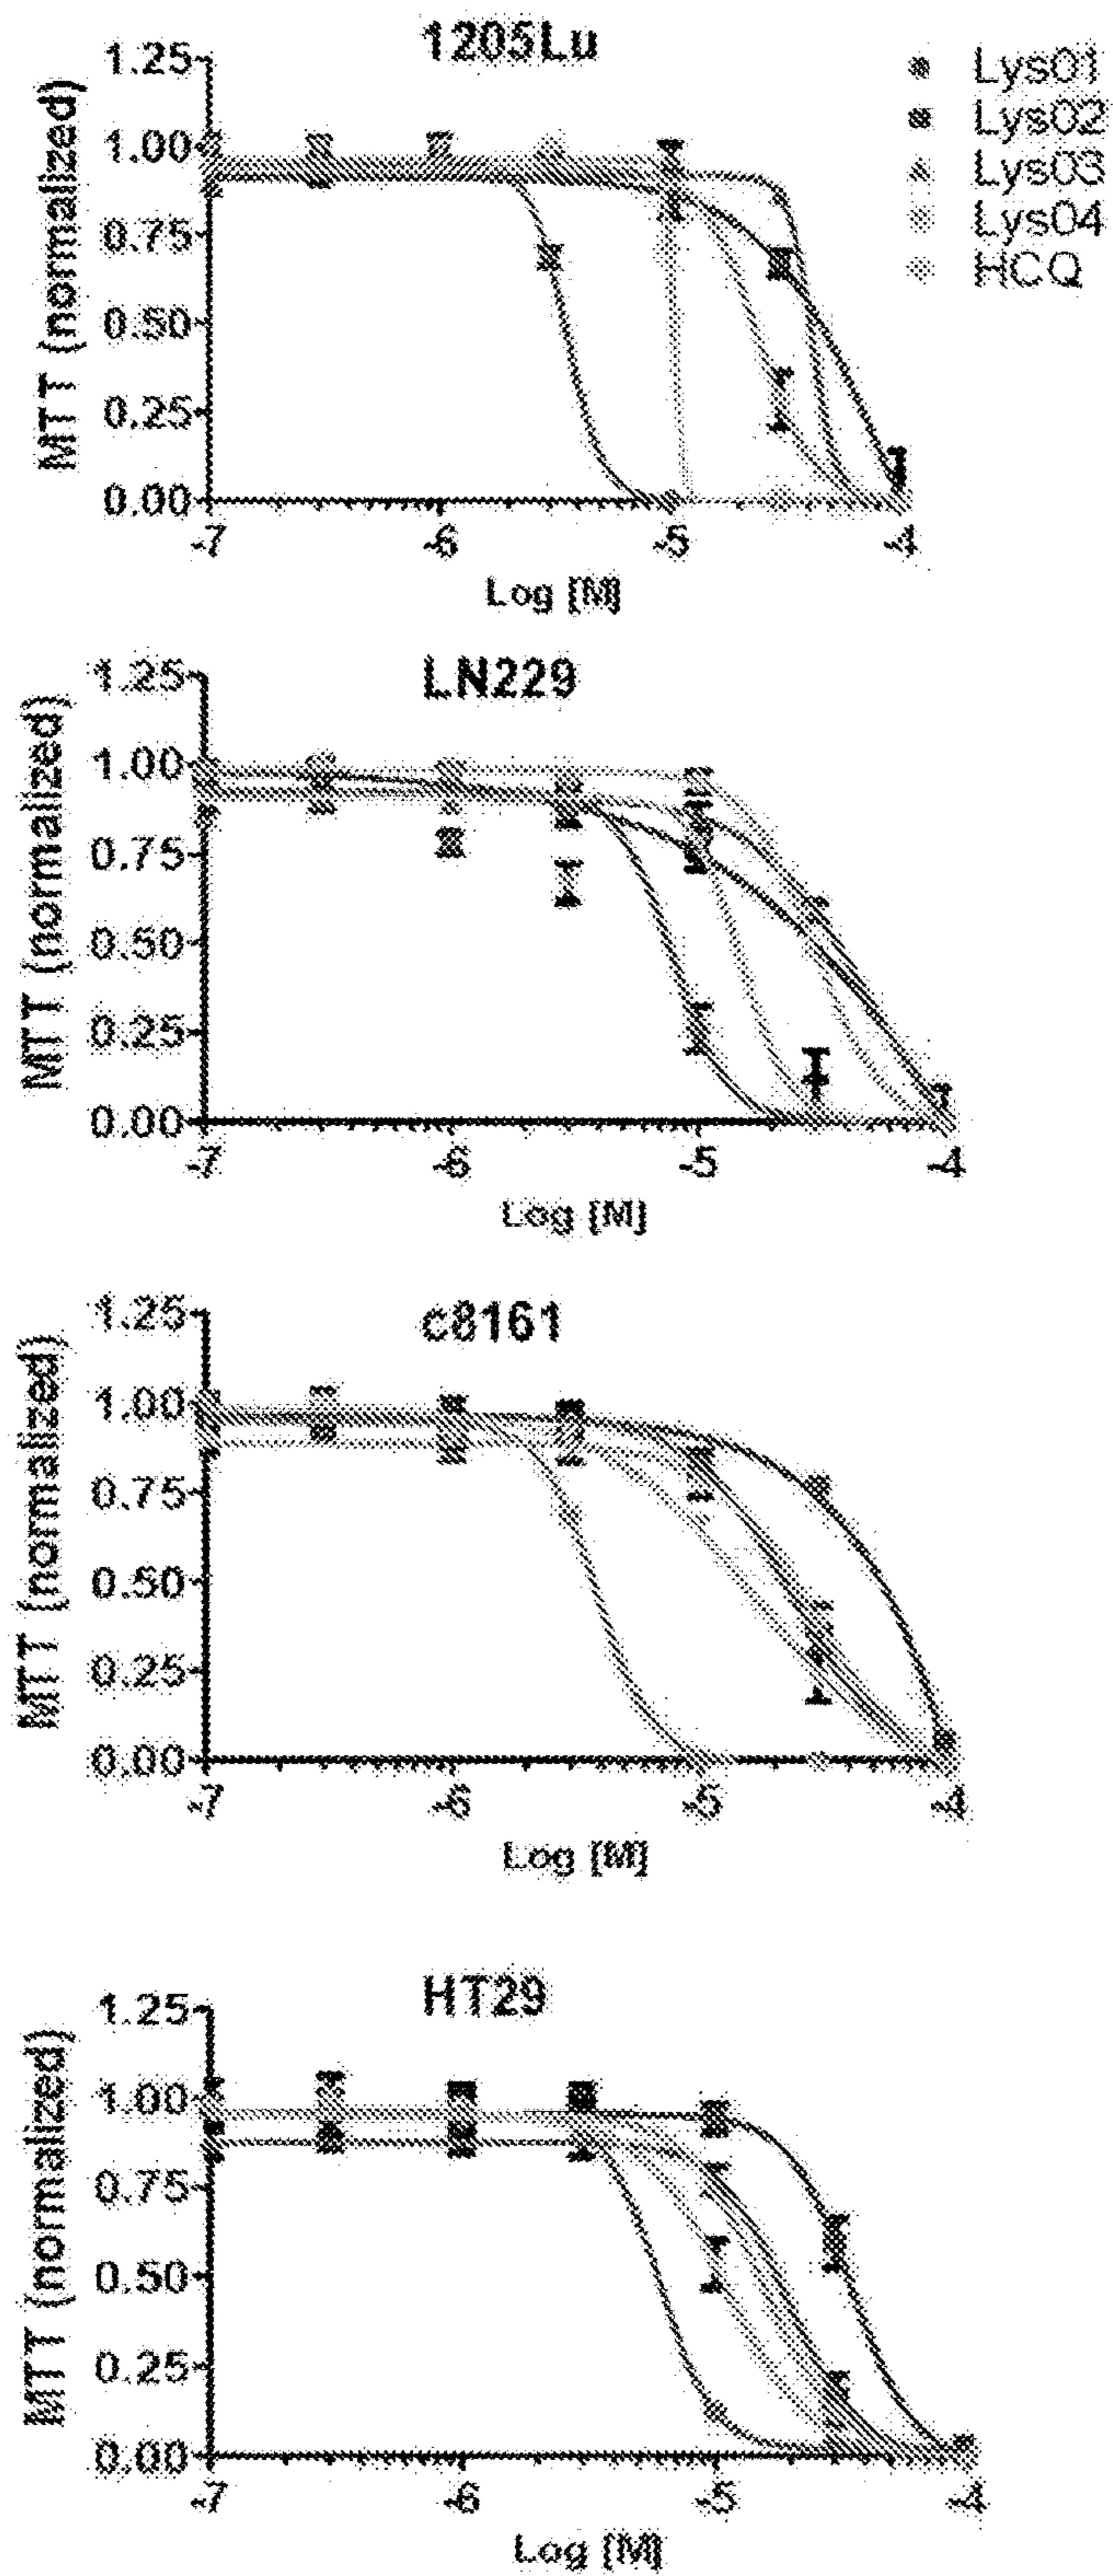 1205Lu
Lys01
Lys02
Lys03
Lys04
HCQ
MTT (normalized)
1.25
1.00
0.75
0.50
0.25
0.00
-7
-6
-5
-4
Log [M]
LN229
MTT (normalized)
1.25
1.00
0.75
0.50
0.25
0.00
-7
-6
-5
-4
Log [M]
c8161
MTT (normalized)
1.25
1.00
0.75
0.50
0.25
0.00
-7
-6
-5
-4
Log [M]
HT29
MTT (normalized)
1.25
1.00
0.75
0.50
0.25
0.00
-7
-6
-5
-4
Log [M]